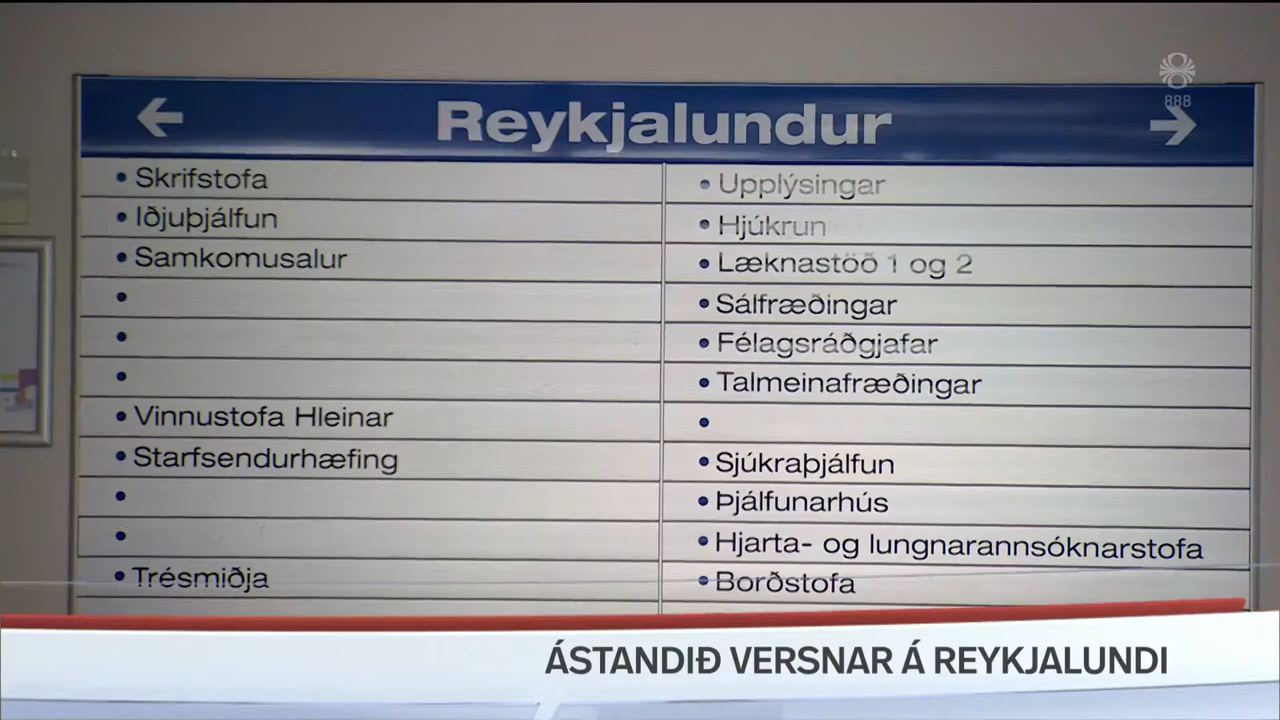 888
Reykjalundur
• Skrifstofa
• Iðjuþjálfun
• Samkomusalur
•
•
•
• Vinnustofa Hleinar
• Starfsendurhæfing
•
•
• Trésmiðja
• Upplýsingar
• Hjúkrun
• Læknastöð 1 og 2
• Sálfræðingar
• Félagsráðgjafar
• Talmeinafræðingar
•
• Sjúkraþjálfun
• Þjálfunarhús
• Hjarta- og lungnarannsóknarstofa
• Borðstofa
ÁSTANDIÐ VERSNAR Á REYKJALUNDI